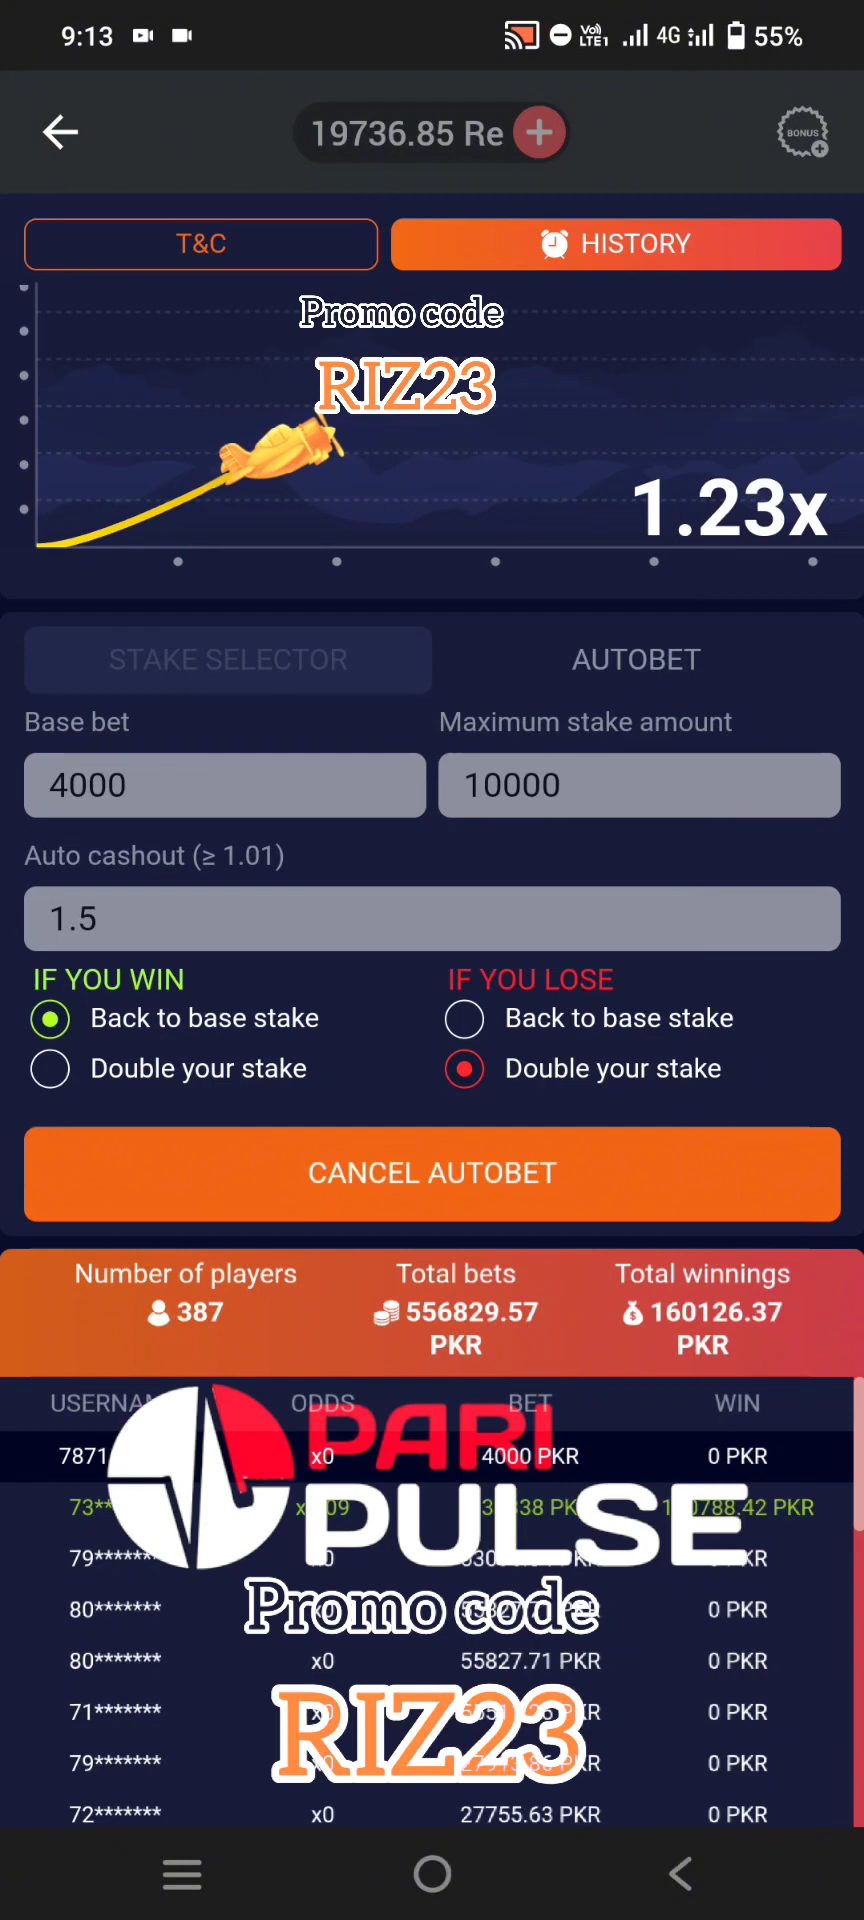 9:13 Vo) LTE1 4G 55%
19736.85 Re
BONUS
T&C HISTORY
Promo code
RIZ23
1.23x
STAKE SELECTOR AUTOBET
Base bet Maximum stake amount
4000 10000
Auto cashout (≥ 1.01)
1.5
IF YOU WIN IF YOU LOSE
Back to base stake Back to base stake
Double your stake Double your stake
CANCEL AUTOBET
Number of players Total bets Total winnings
387 556829.57 PKR 160126.37 PKR
ODDS BET WIN
PARI
7871 x0 4000 PKR 0 PKR
PULSE
79******* PKR
Promo code
80******* 0 PKR
80******* x0 55827.71 PKR 0 PKR
RIZ23
71******* 0 PKR
79******* 0 PKR
72******* x0 27755.63 PKR 0 PKR